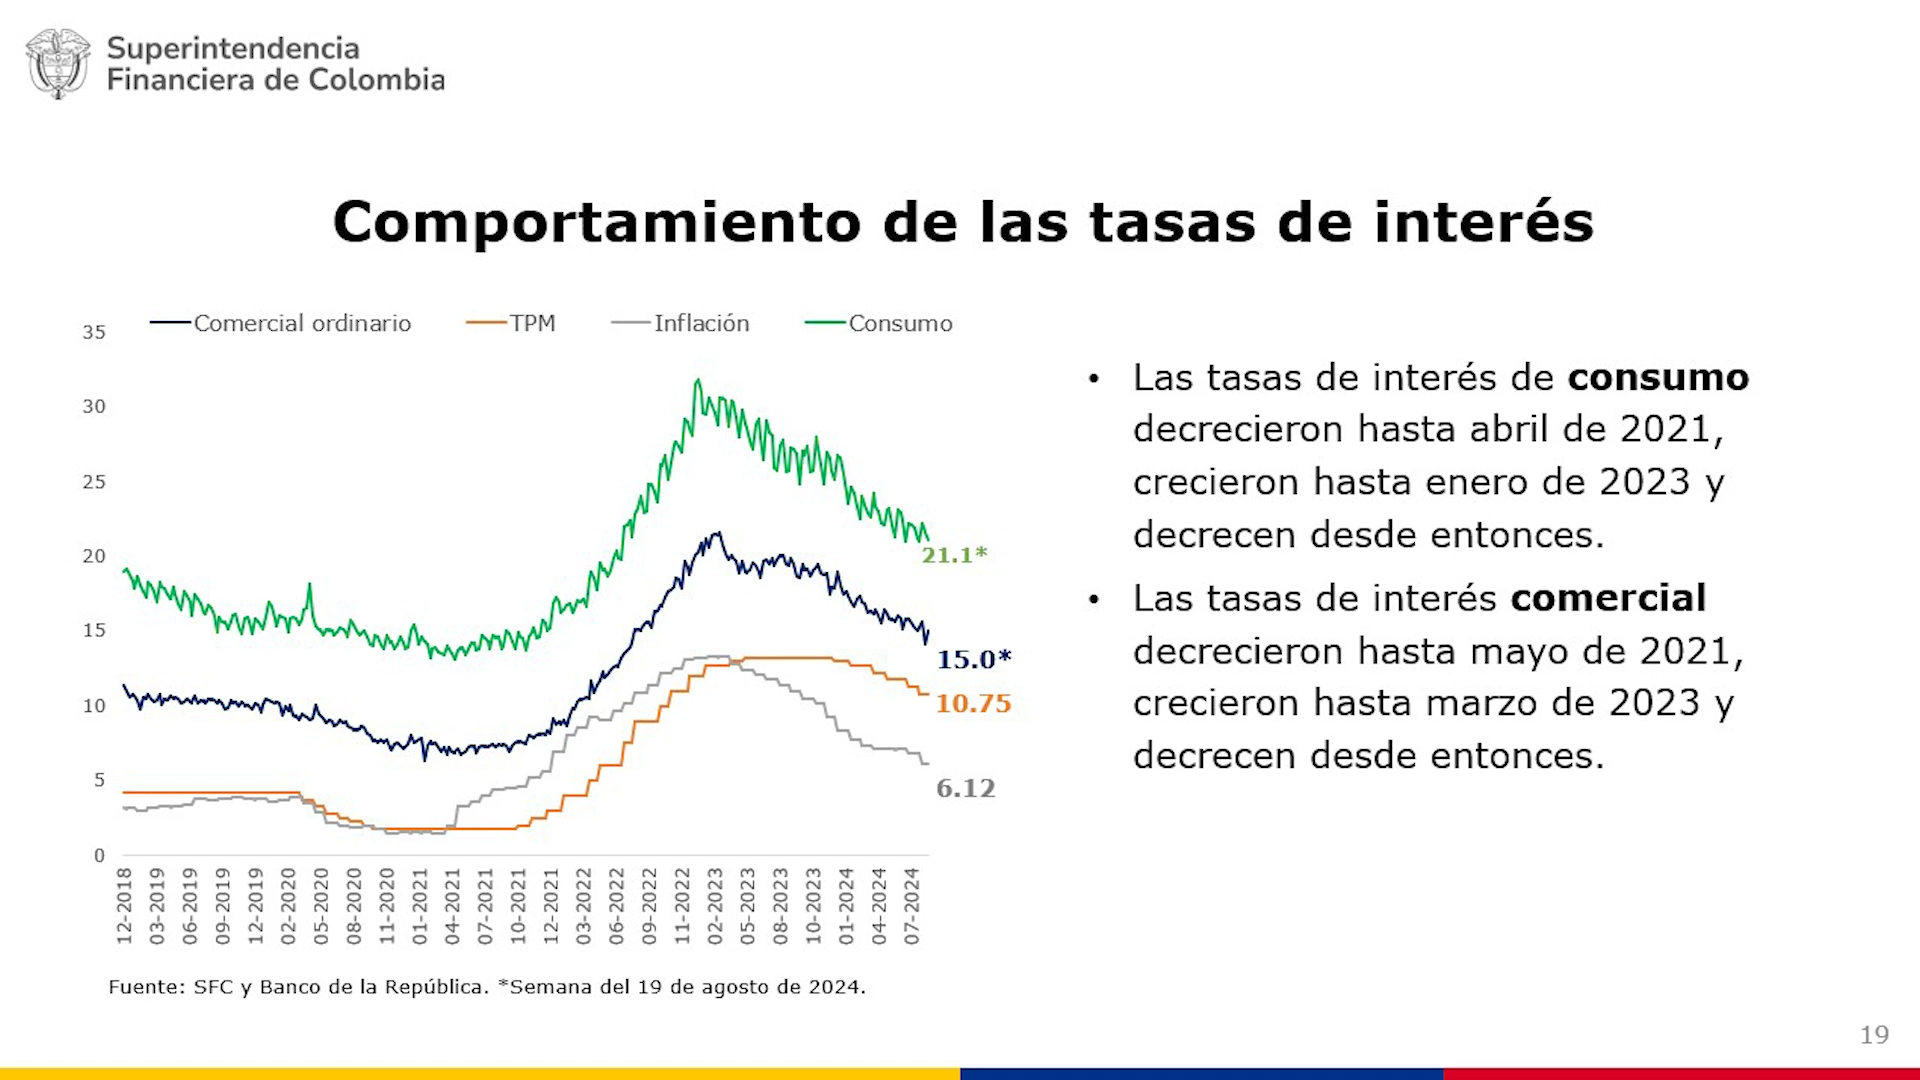 Superintendencia
Financiera de Colombia
Comportamiento de las tasas de interés
Comercial ordinario TPM Inflación Consumo
35
30
25
20
15
10
5
0
21.1*
15.0*
10.75
6.12
12-2018 03-2019 06-2019 09-2019 12-2019 02-2020 05-2020 08-2020 11-2020 01-2021 04-2021 07-2021 10-2021 12-2021 03-2022 06-2022 09-2022 11-2022 02-2023 05-2023 08-2023 10-2023 01-2024 04-2024 07-2024
Fuente: SFC y Banco de la República. *Semana del 19 de agosto de 2024.
• Las tasas de interés de consumo
decrecieron hasta abril de 2021,
crecieron hasta enero de 2023 y
decrecen desde entonces.
• Las tasas de interés comercial
decrecieron hasta mayo de 2021,
crecieron hasta marzo de 2023 y
decrecen desde entonces.
19